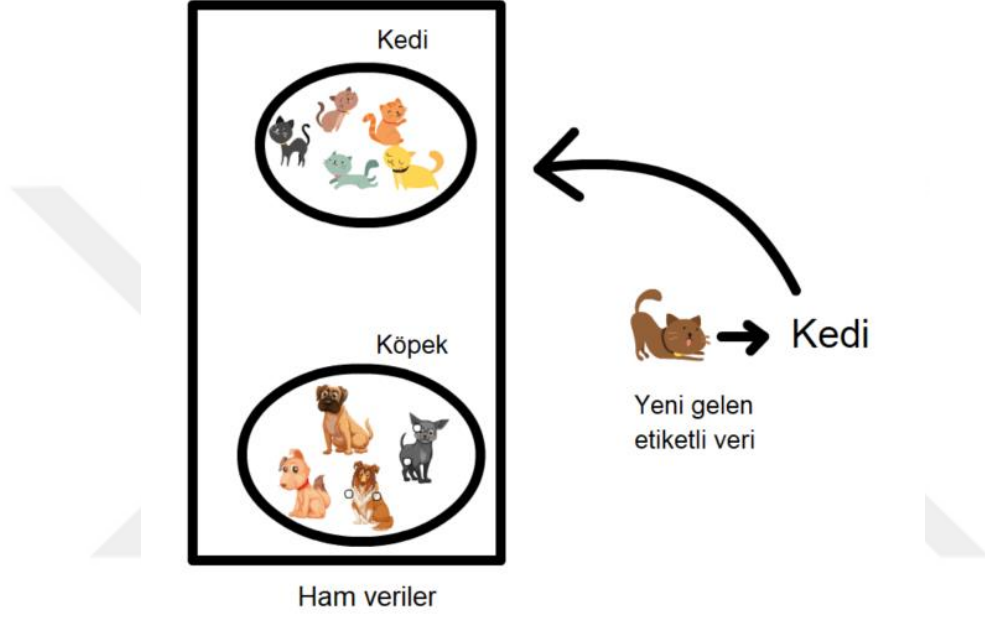 Kedi
Köpek
Ham veriler
Kedi
Yeni gelen
etiketli veri